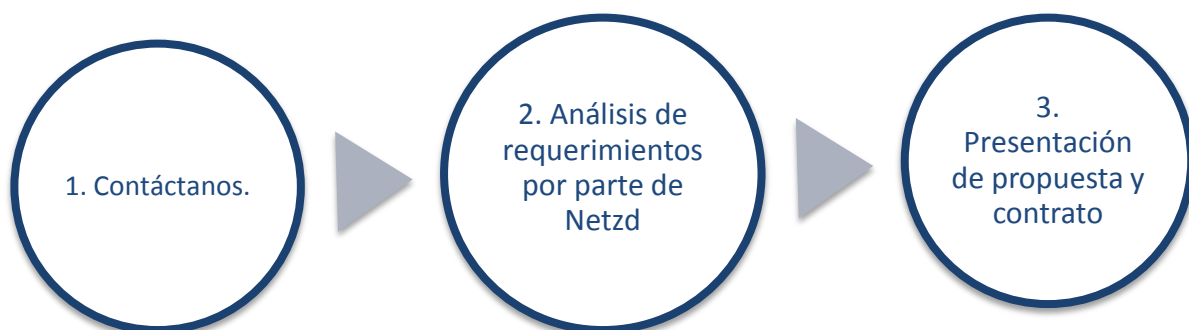 1. Contáctanos.
2. Análisis de
requerimientos
por parte de
Netzd
3.
Presentación
de propuesta y
contrato